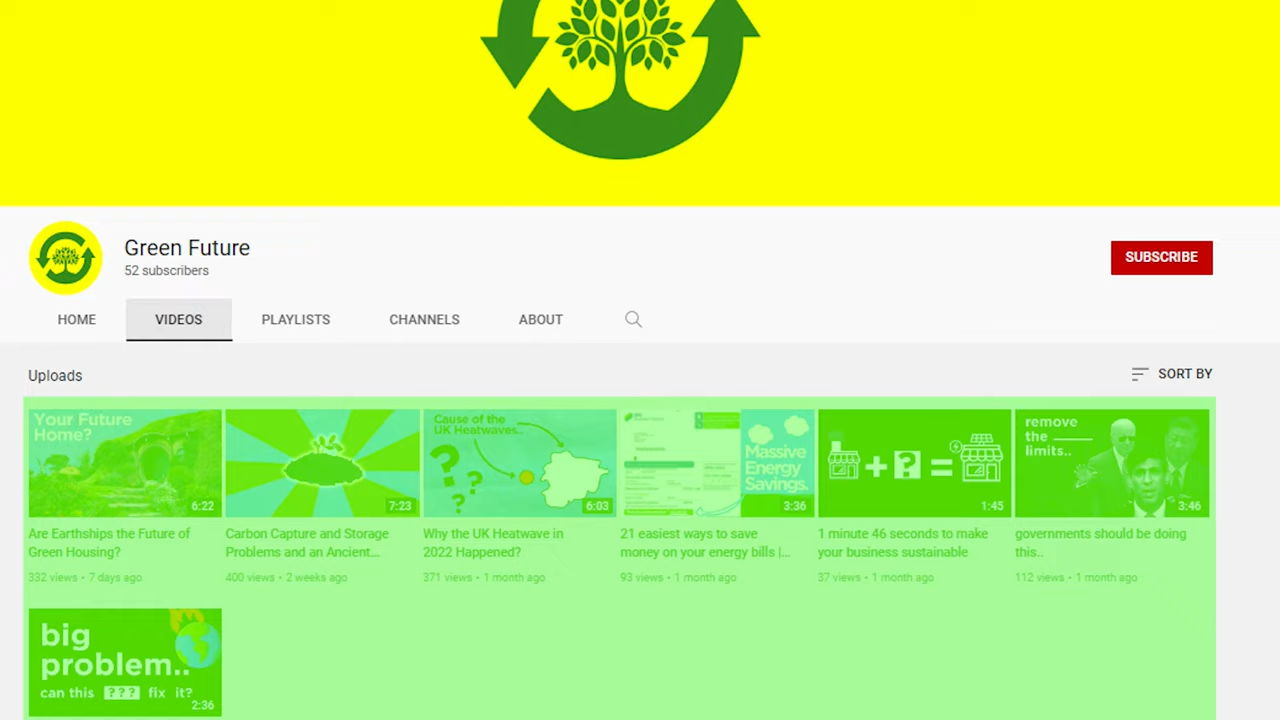 Green Future
52 subscribers
SUBSCRIBE
HOME VIDEOS PLAYLISTS CHANNELS ABOUT
Uploads
SORT BY
Your Future
Home?
6:22
7:23
Cause of the
UK Heatwaves..
???
6:03
Massive
Energy
Savings.
3:36
+ ? =
1:45
remove
the ____
limits..
3:46
Are Earthships the Future of
Green Housing?
332 views • 7 days ago
Carbon Capture and Storage
Problems and an Ancient...
400 views • 2 weeks ago
Why the UK Heatwave in
2022 Happened?
371 views • 1 month ago
21 easiest ways to save
money on your energy bills |...
93 views • 1 month ago
1 minute 46 seconds to make
your business sustainable
37 views • 1 month ago
governments should be doing
this..
112 views • 1 month ago
big
problem..
can this ??? fix it?
2:36